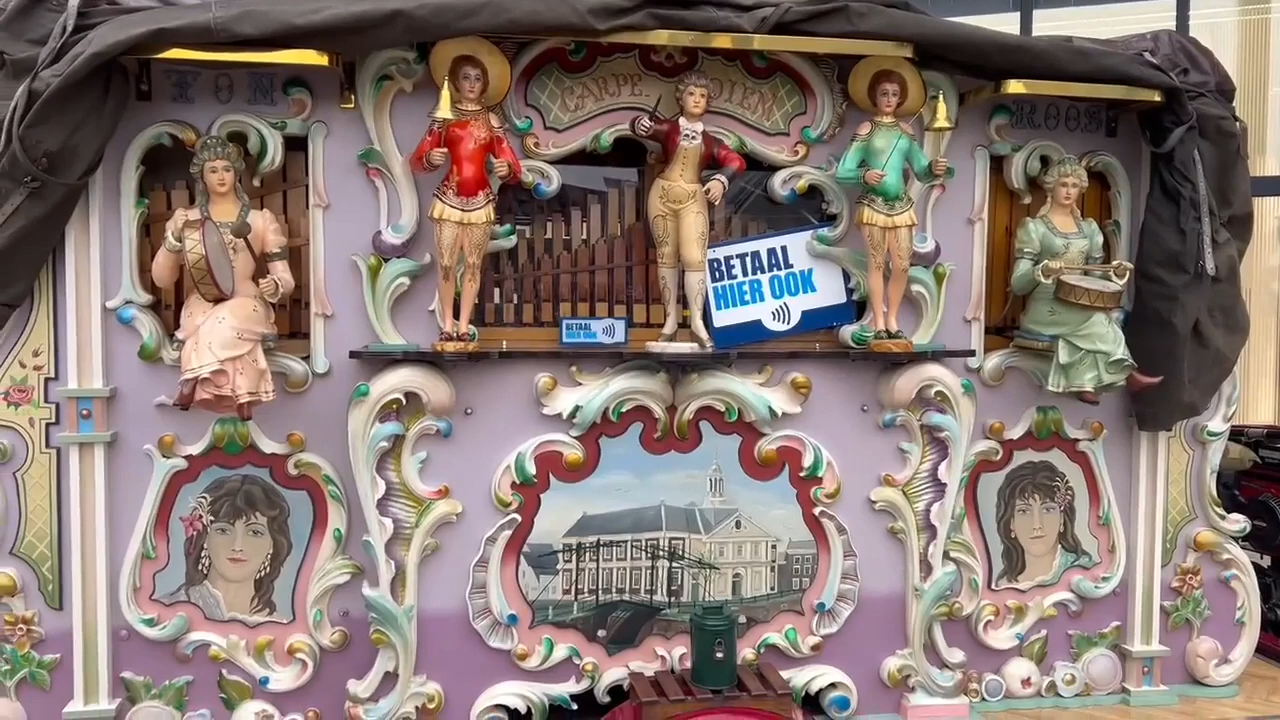 TON
CARPE DIEM
ROOS
BETAAL
HIER OOK
BETAAL
HIER OOK